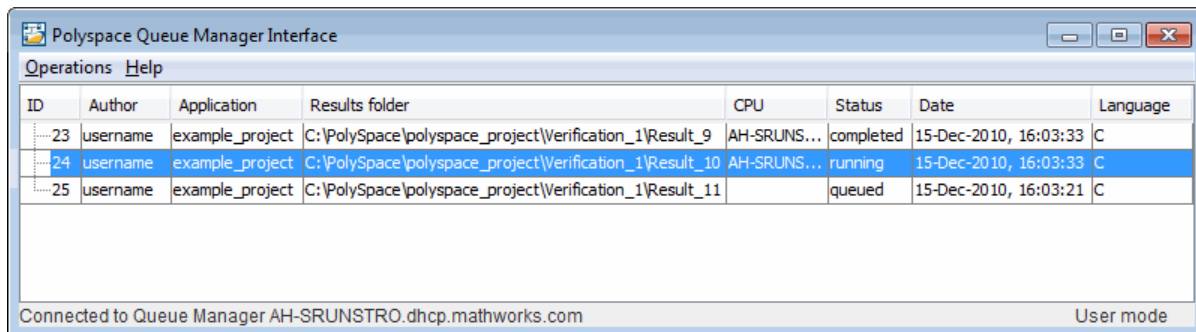 Polyspace Queue Manager Interface
Operations Help
ID Author Application Results folder CPU Status Date Language
23 username example_project C:\PolySpace\polyspace_project\Verification_1\Result_9 AH-SRUNS... completed 15-Dec-2010, 16:03:33 C
24 username example_project C:\PolySpace\polyspace_project\Verification_1\Result_10 AH-SRUNS... running 15-Dec-2010, 16:03:33 C
25 username example_project C:\PolySpace\polyspace_project\Verification_1\Result_11 queued 15-Dec-2010, 16:03:21 C
Connected to Queue Manager AH-SRUNSTRO.dhcp.mathworks.com User mode